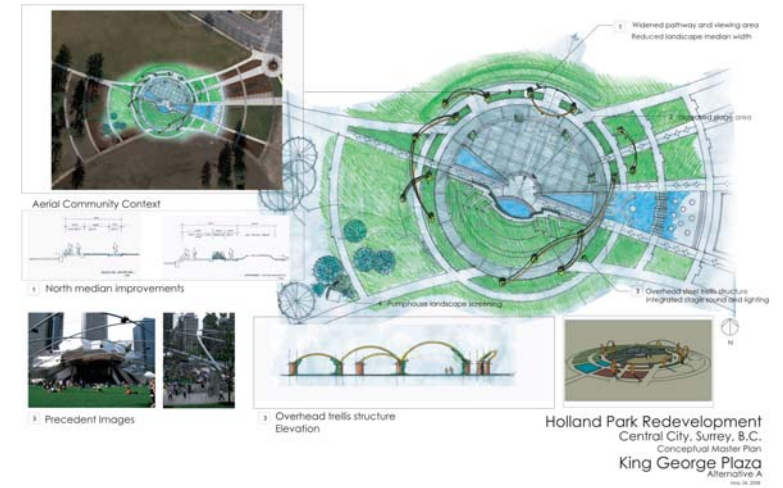 1 Widened pathway and viewing area
Reduced landscape median width
2 stage area
Aerial Community Context
1 North median improvements
3 Overhead steel trellis structure
Integrated stage sound and lighting
4 Pumphouse landscape screening
N
3 Precedent Images
3 Overhead trellis structure
Elevation
Holland Park Redevelopment
Central City, Surrey, B.C.
Conceptual Master Plan
King George Plaza
Alternative A